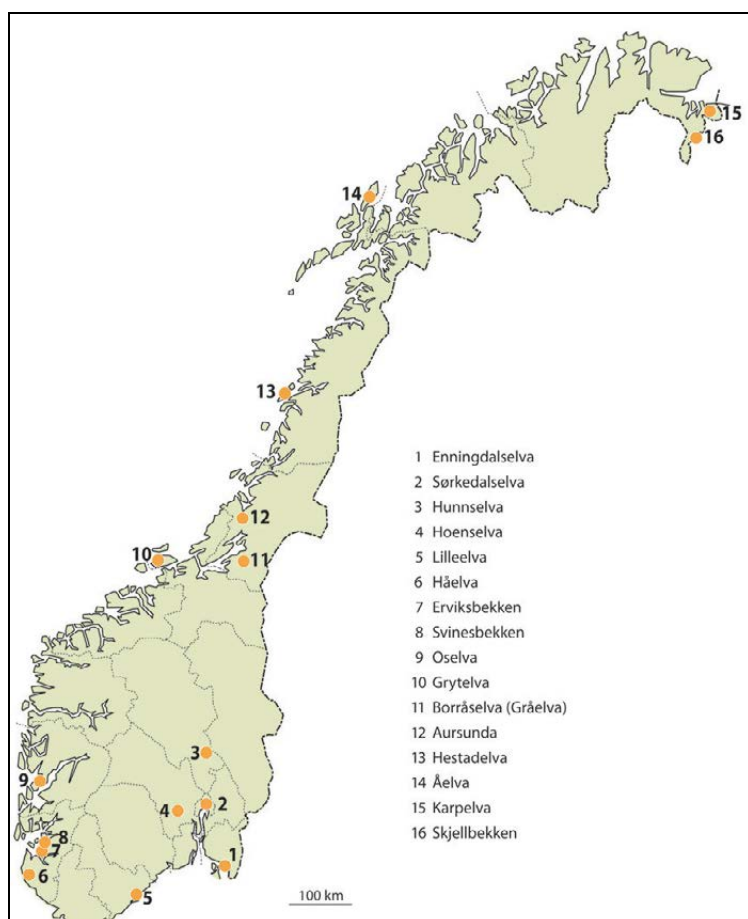 15
16
14
13
12
10
11
3
9
2
4
8
7
1
6
5
100 km
1 Enningdalselva
2 Sørkedalselva
3 Hunnselva
4 Hoenselva
5 Lilleelva
6 Håelva
7 Erviksbekken
8 Svinesbekken
9 Oselva
10 Grytelva
11 Borråselva (Gråelva)
12 Aursunda
13 Hestadelva
14 Åelva
15 Karpelva
16 Skjellbekken